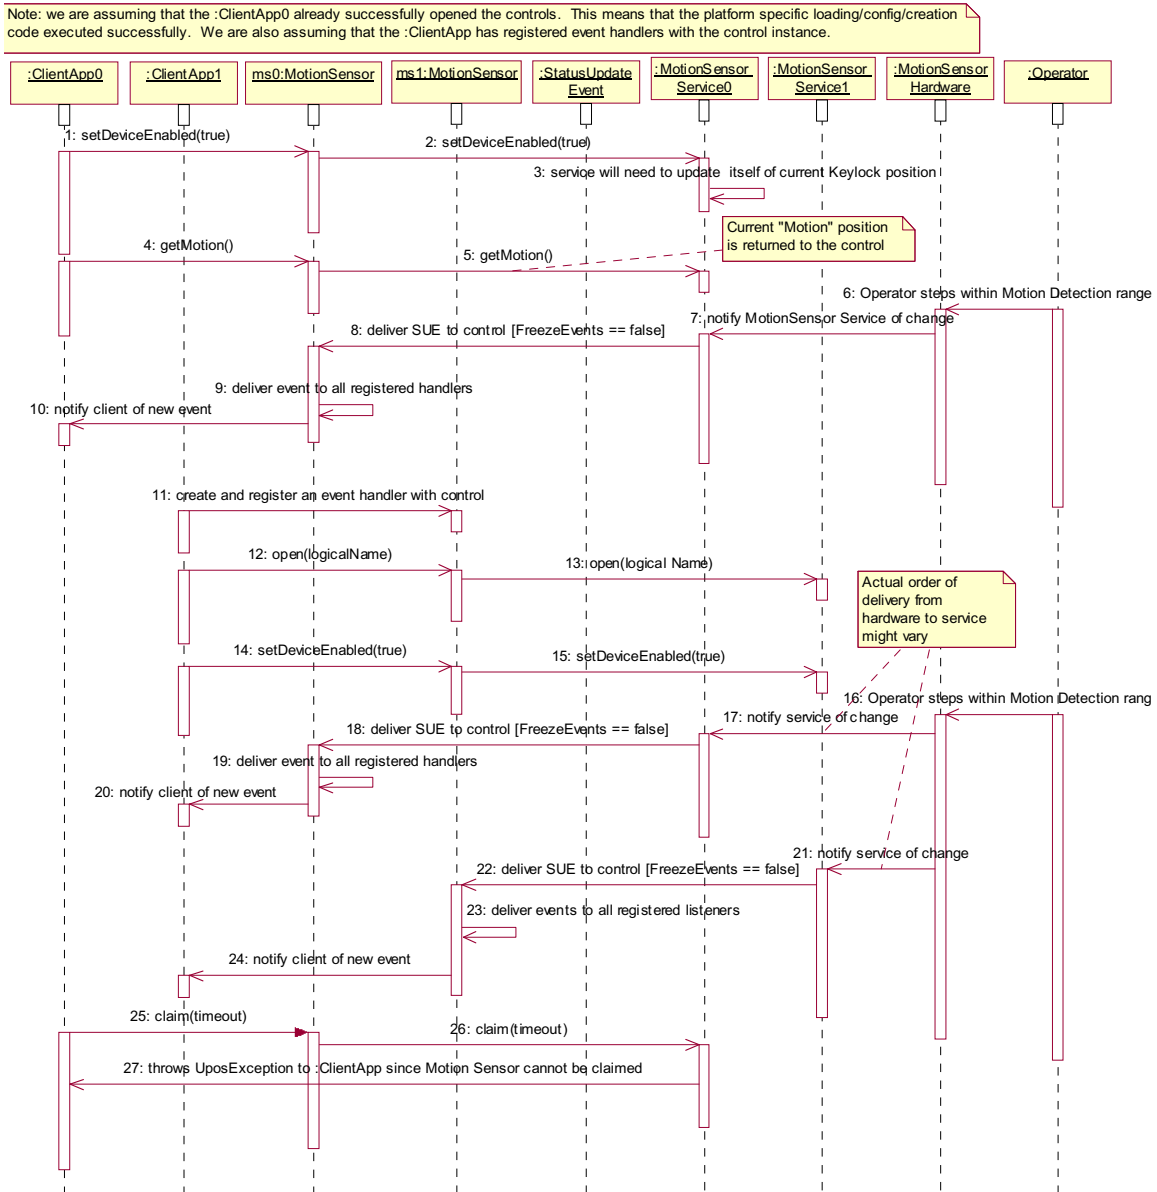 Note: we are assuming that the :ClientApp0 already successfully opened the controls.  This means that the platform specific loading/config/creation
code executed successfully.  We are also assuming that the :ClientApp has registered event handlers with the control instance.
:ClientApp0
:ClientApp1
ms0:MotionSensor
ms1:MotionSensor
:StatusUpdate
Event
:MotionSensor
Service0
:MotionSensor
Service1
:MotionSensor
Hardware
:Operator
1: setDeviceEnabled(true)
2: setDeviceEnabled(true)
3: service will need to update  itself of current Keylock position
Current "Motion" position
is returned to the control
4: getMotion()
5: getMotion()
6: Operator steps within Motion Detection range
7: notify MotionSensor Service of change
8: deliver SUE to control [FreezeEvents == false]
9: deliver event to all registered handlers
10: notify client of new event
11: create and register an event handler with control
12: open(logicalName)
13: open(logical Name)
Actual order of
delivery from
hardware to service
might vary
14: setDeviceEnabled(true)
15: setDeviceEnabled(true)
16: Operator steps within Motion Detection rang
17: notify service of change
18: deliver SUE to control [FreezeEvents == false]
19: deliver event to all registered handlers
20: notify client of new event
21: notify service of change
22: deliver SUE to control [FreezeEvents == false]
23: deliver events to all registered listeners
24: notify client of new event
25: claim(timeout)
26: claim(timeout)
27: throws UposException to :ClientApp since Motion Sensor cannot be claimed